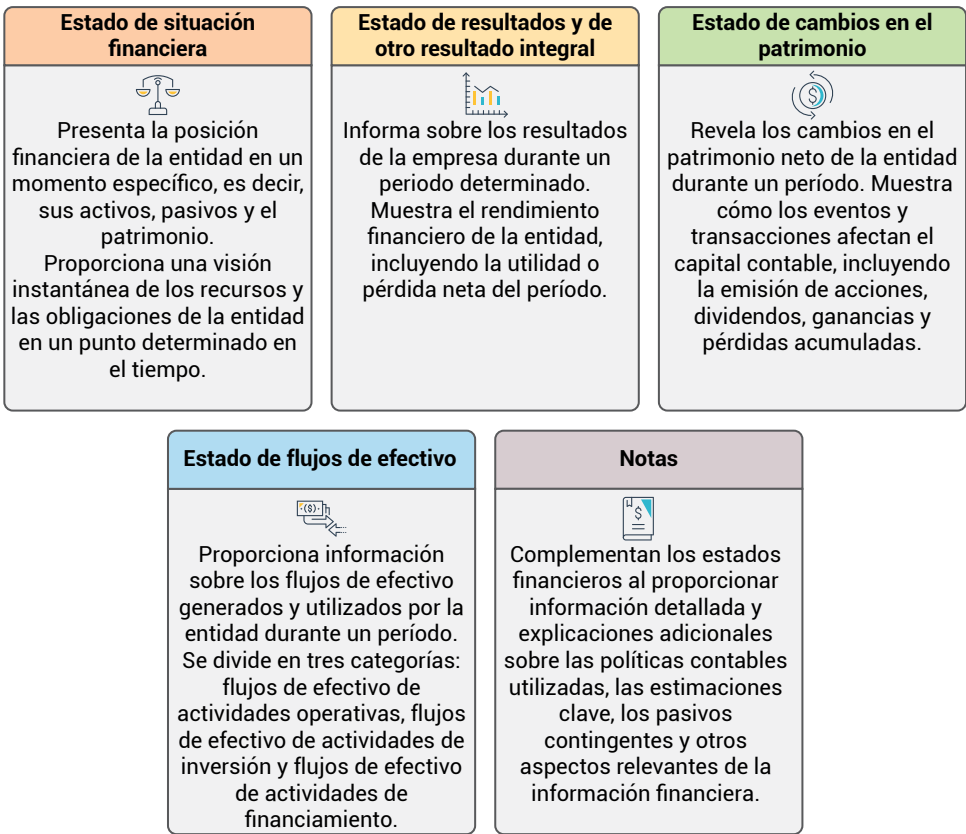 Estado de situación
financiera
Presenta la posición
financiera de la entidad en un
momento específico, es decir,
sus activos, pasivos y el
patrimonio.
Proporciona una visión
instantánea de los recursos y
las obligaciones de la entidad
en un punto determinado en
el tiempo.
Estado de resultados y de
otro resultado integral
Informa sobre los resultados
de la empresa durante un
periodo determinado.
Muestra el rendimiento
financiero de la entidad,
incluyendo la utilidad o
pérdida neta del período.
Estado de cambios en el
patrimonio
$
Revela los cambios en el
patrimonio neto de la entidad
durante un período. Muestra
cómo los eventos y
transacciones afectan el
capital contable, incluyendo
la emisión de acciones,
dividendos, ganancias y
pérdidas acumuladas.
Estado de flujos de efectivo
($)
Proporciona información
sobre los flujos de efectivo
generados y utilizados por la
entidad durante un período.
Se divide en tres categorías:
flujos de efectivo de
actividades operativas, flujos
de efectivo de actividades de
inversión y flujos de efectivo
de actividades de
financiamiento.
Notas
$
Complementan los estados
financieros al proporcionar
información detallada y
explicaciones adicionales
sobre las políticas contables
utilizadas, las estimaciones
clave, los pasivos
contingentes y otros
aspectos relevantes de la
información financiera.